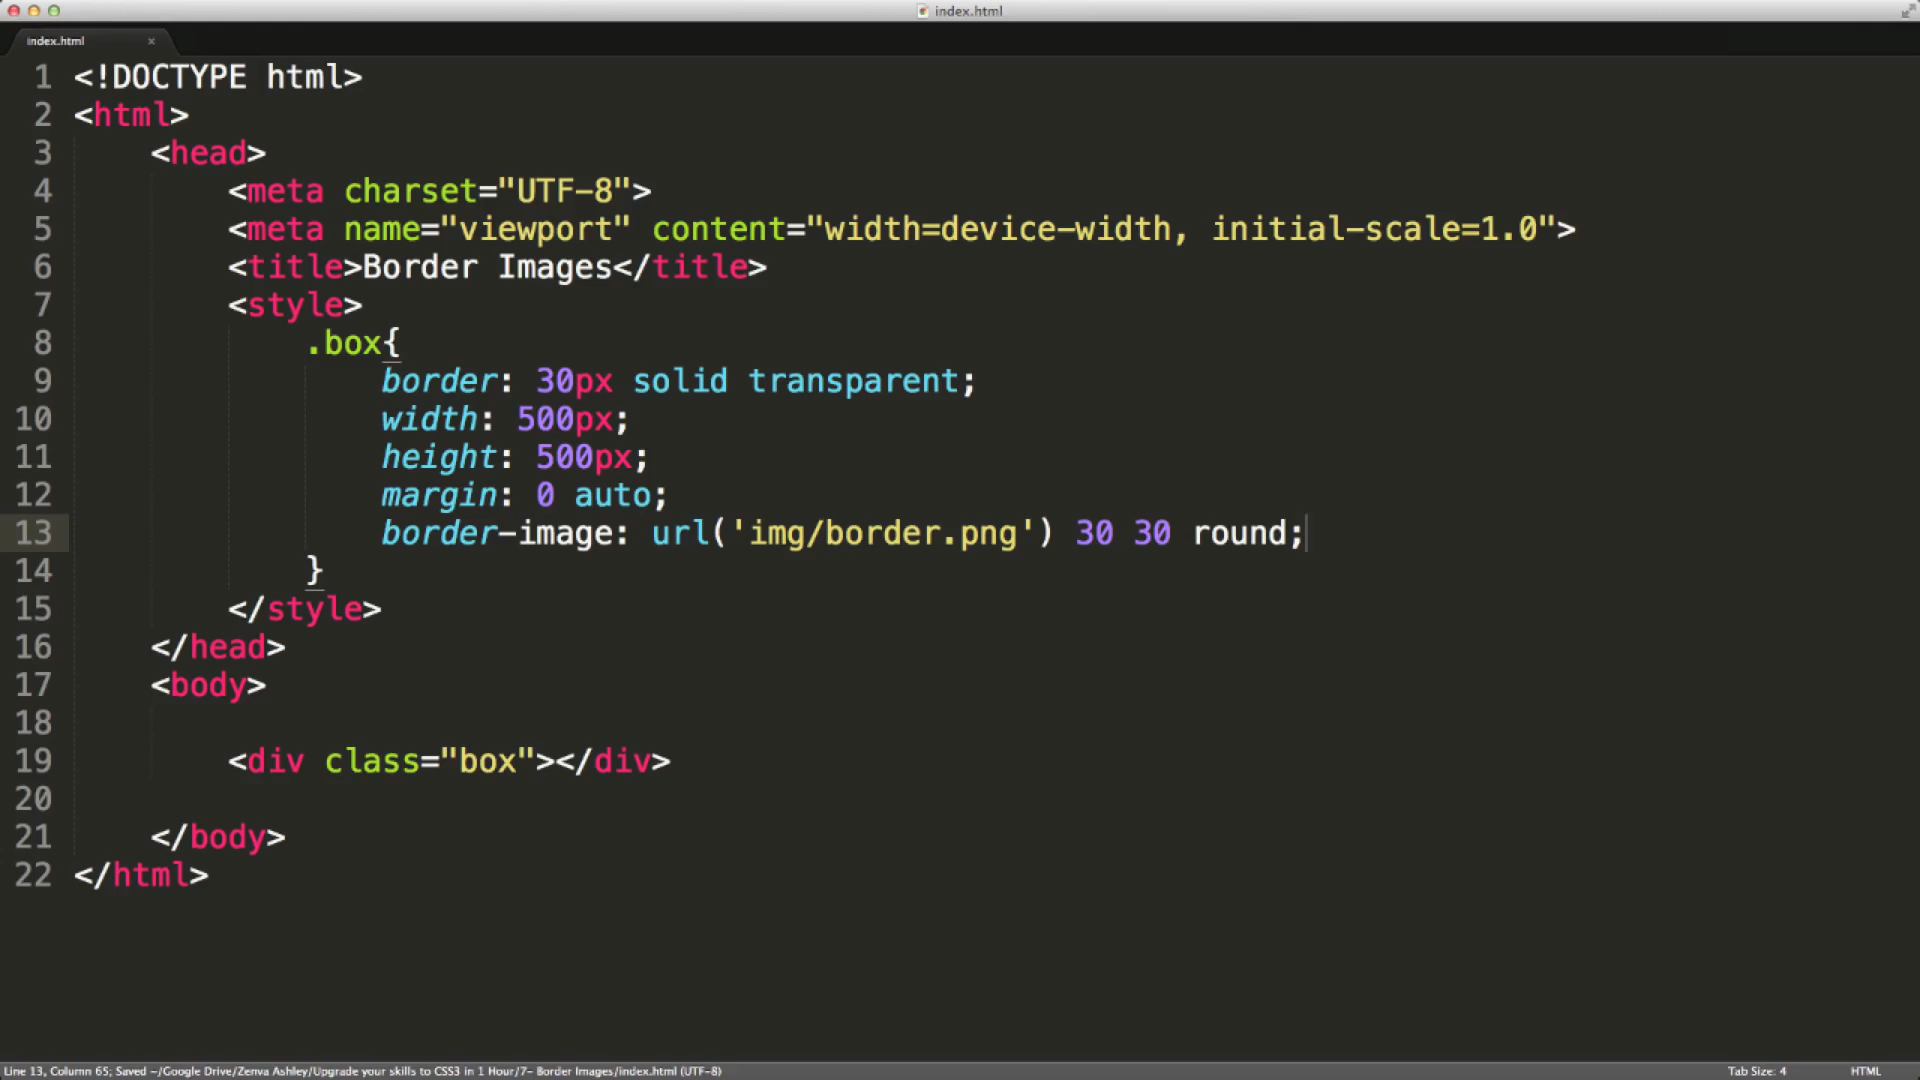 index.html
index.html ×
1 <!DOCTYPE html>
2 <html>
3     <head>
4         <meta charset="UTF-8">
5         <meta name="viewport" content="width=device-width, initial-scale=1.0">
6         <title>Border Images</title>
7         <style>
8             .box{
9                 border: 30px solid transparent;
10                 width: 500px;
11                 height: 500px;
12                 margin: 0 auto;
13                 border-image: url('img/border.png') 30 30 round;
14             }
15         </style>
16     </head>
17     <body>
18
19         <div class="box"></div>
20
21     </body>
22 </html>
Line 13, Column 65; Saved ~/Google Drive/Zenva Ashley/Upgrade your skills to CSS3 in 1 Hour/7- Border Images/index.html (UTF-8) Tab Size: 4 HTML